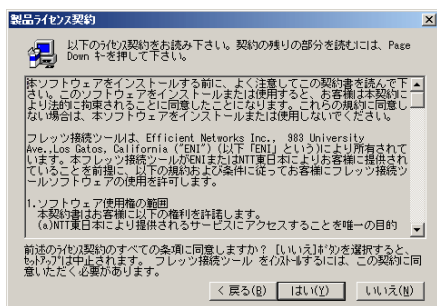 製品ライセンス契約
以下のライセンス契約をお読み下さい。契約の残りの部分を読むには、Page
Down キーを押して下さい。
本ソフトウェアをインストールする前に、よく注意してこの契約書を読んで下
さい。このソフトウェアをインストールまたは使用すると、お客様は本契約に
より法的に拘束されることに同意したことになります。これらの規約に同意し
ない場合は、本ソフトウェアをインストールまたは使用しないでください。
フレッツ接続ツールは、Efficient Networks Inc., 983 University
Ave.,Los Gatos, California ("ENI") (以下「ENI」という)により所有されて
います。本フレッツ接続ツールがENIまたはNTT東日本によりお客様に提供され
ていることを前提に、以下の規約および条件に従ってお客様にフレッツ接続ツ
ールソフトウェアの使用を許可します。
1.ソフトウェア使用権の範囲
本契約書はお客様に以下の権利を許諾します。
(a)NTT東日本により提供されるサービスにアクセスすることを唯一の目的
前述のライセンス契約のすべての条項に同意しますか? [いいえ]ボタンを選択すると、
セットアップは中止されます。 フレッツ接続ツール をインストールするには、この契約に同
意いただく必要があります。
< 戻る(B) はい(Y) いいえ(N)